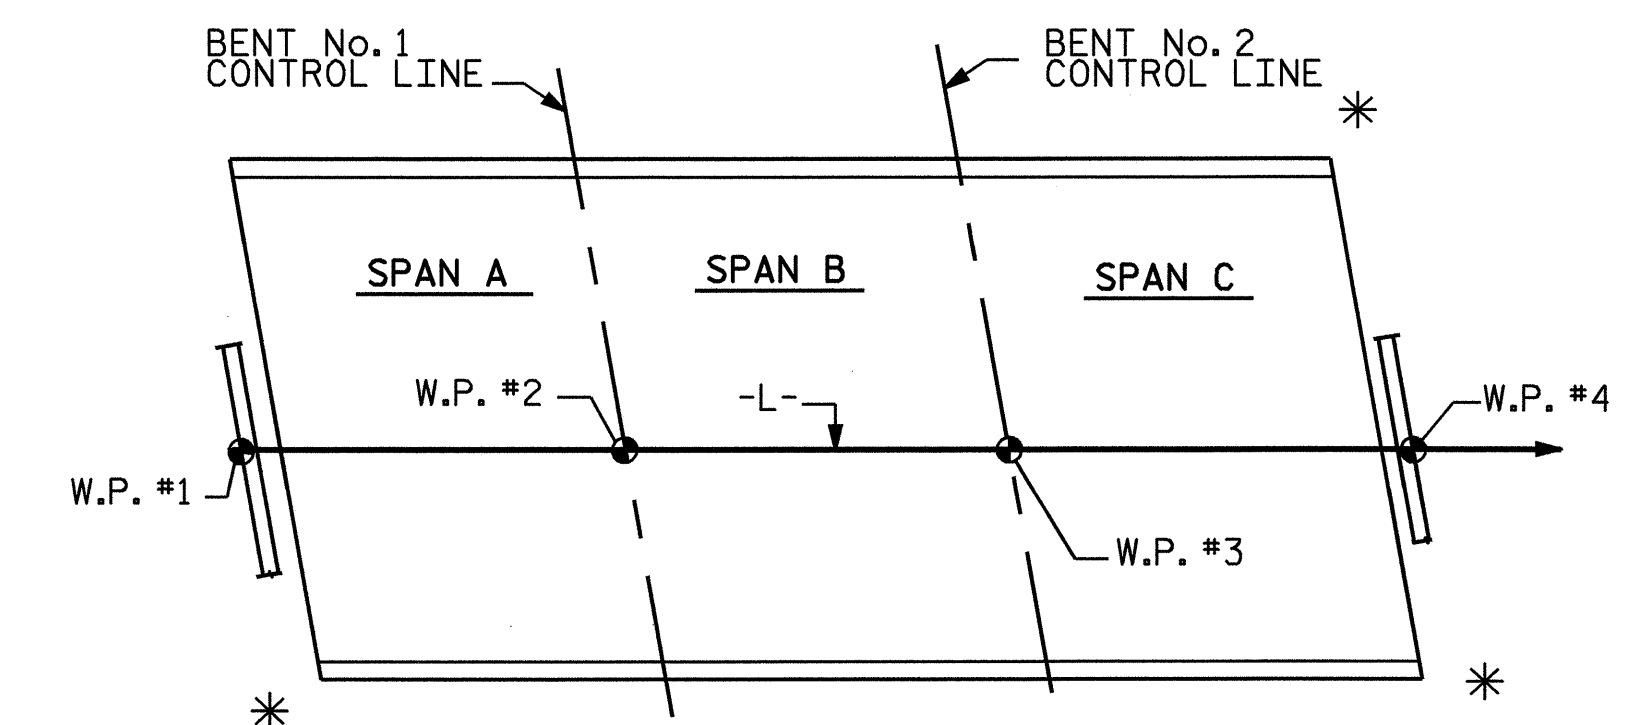 BENT No. 1
CONTROL LINE
BENT No. 2
CONTROL LINE
SPAN A
SPAN B
SPAN C
W.P. #2
-L-
W.P. #4
W.P. #1
W.P. #3